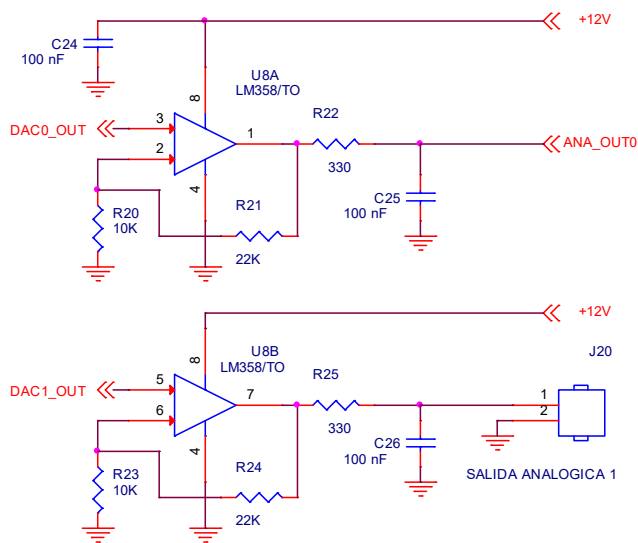 +12V
C24
100 nF
U8A
LM358/TO
8
R22
3
DAC0_OUT
1
ANA_OUT0
2
330
4
C25
100 nF
R20
10K
R21
22K
+12V
U8B
LM358/TO
8
J20
R25
5
DAC1_OUT
7
1
6
2
330
4
C26
100 nF
R23
10K
R24
SALIDA ANALOGICA 1
22K